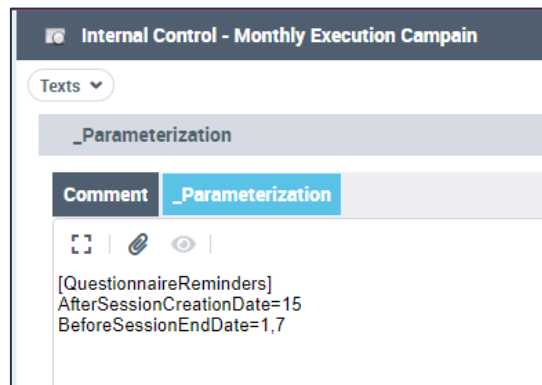 Internal Control - Monthly Execution Campain
Texts
_Parameterization
Comment _Parameterization
[QuestionnaireReminders]
AfterSessionCreationDate=15
BeforeSessionEndDate=1,7